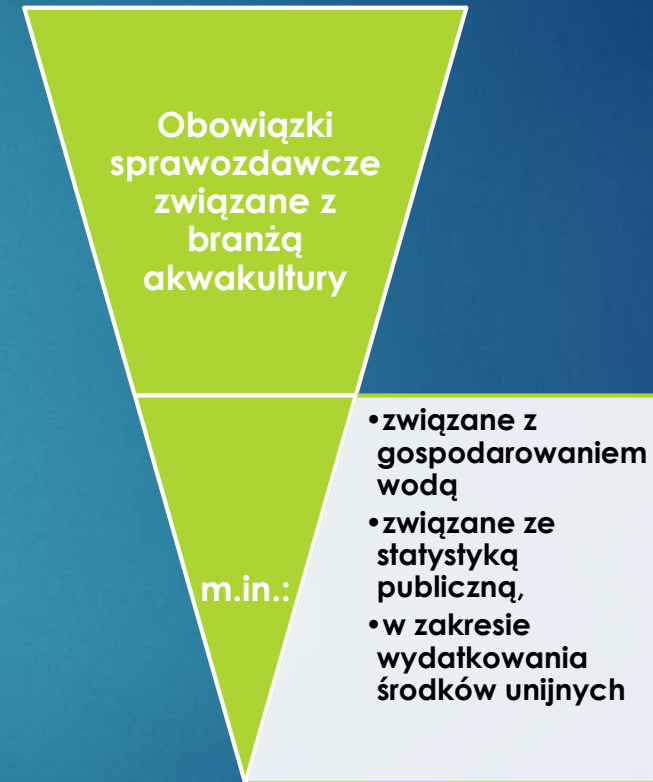 Obowiązki
sprawozdawcze
związane z
branżą
akwakultury
m.in.:
•związane z
gospodarowaniem
wodą
•związane ze
statystyką
publiczną,
•w zakresie
wydatkowania
środków unijnych